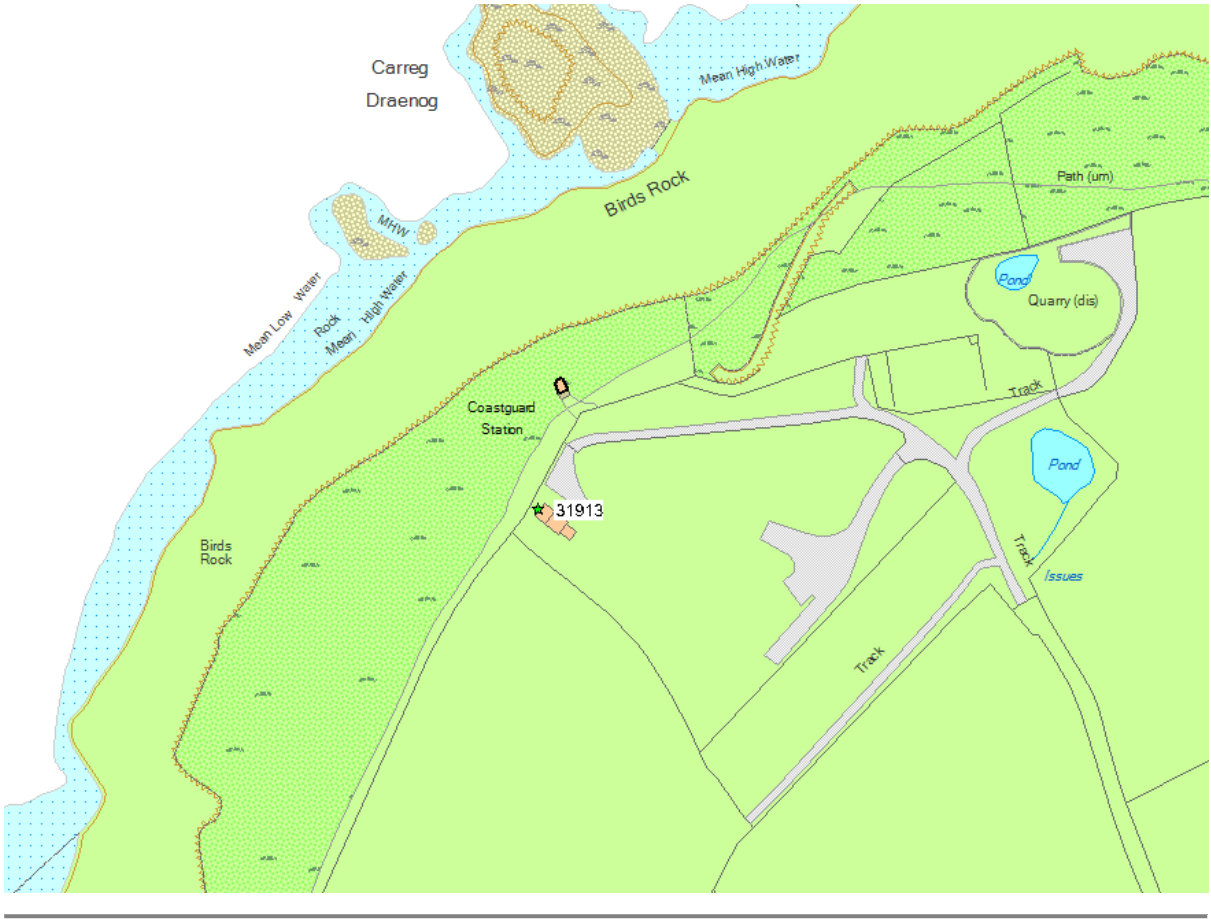 Carreg
Draenog
Mean High Water
Birds Rock
Path (um)
MHW
Pond
Quarry (dis)
Mean Low Water
Rock
Mean High Water
Track
Coastguard
Station
Pond
31913
Birds
Rock
Track
Issues
Track